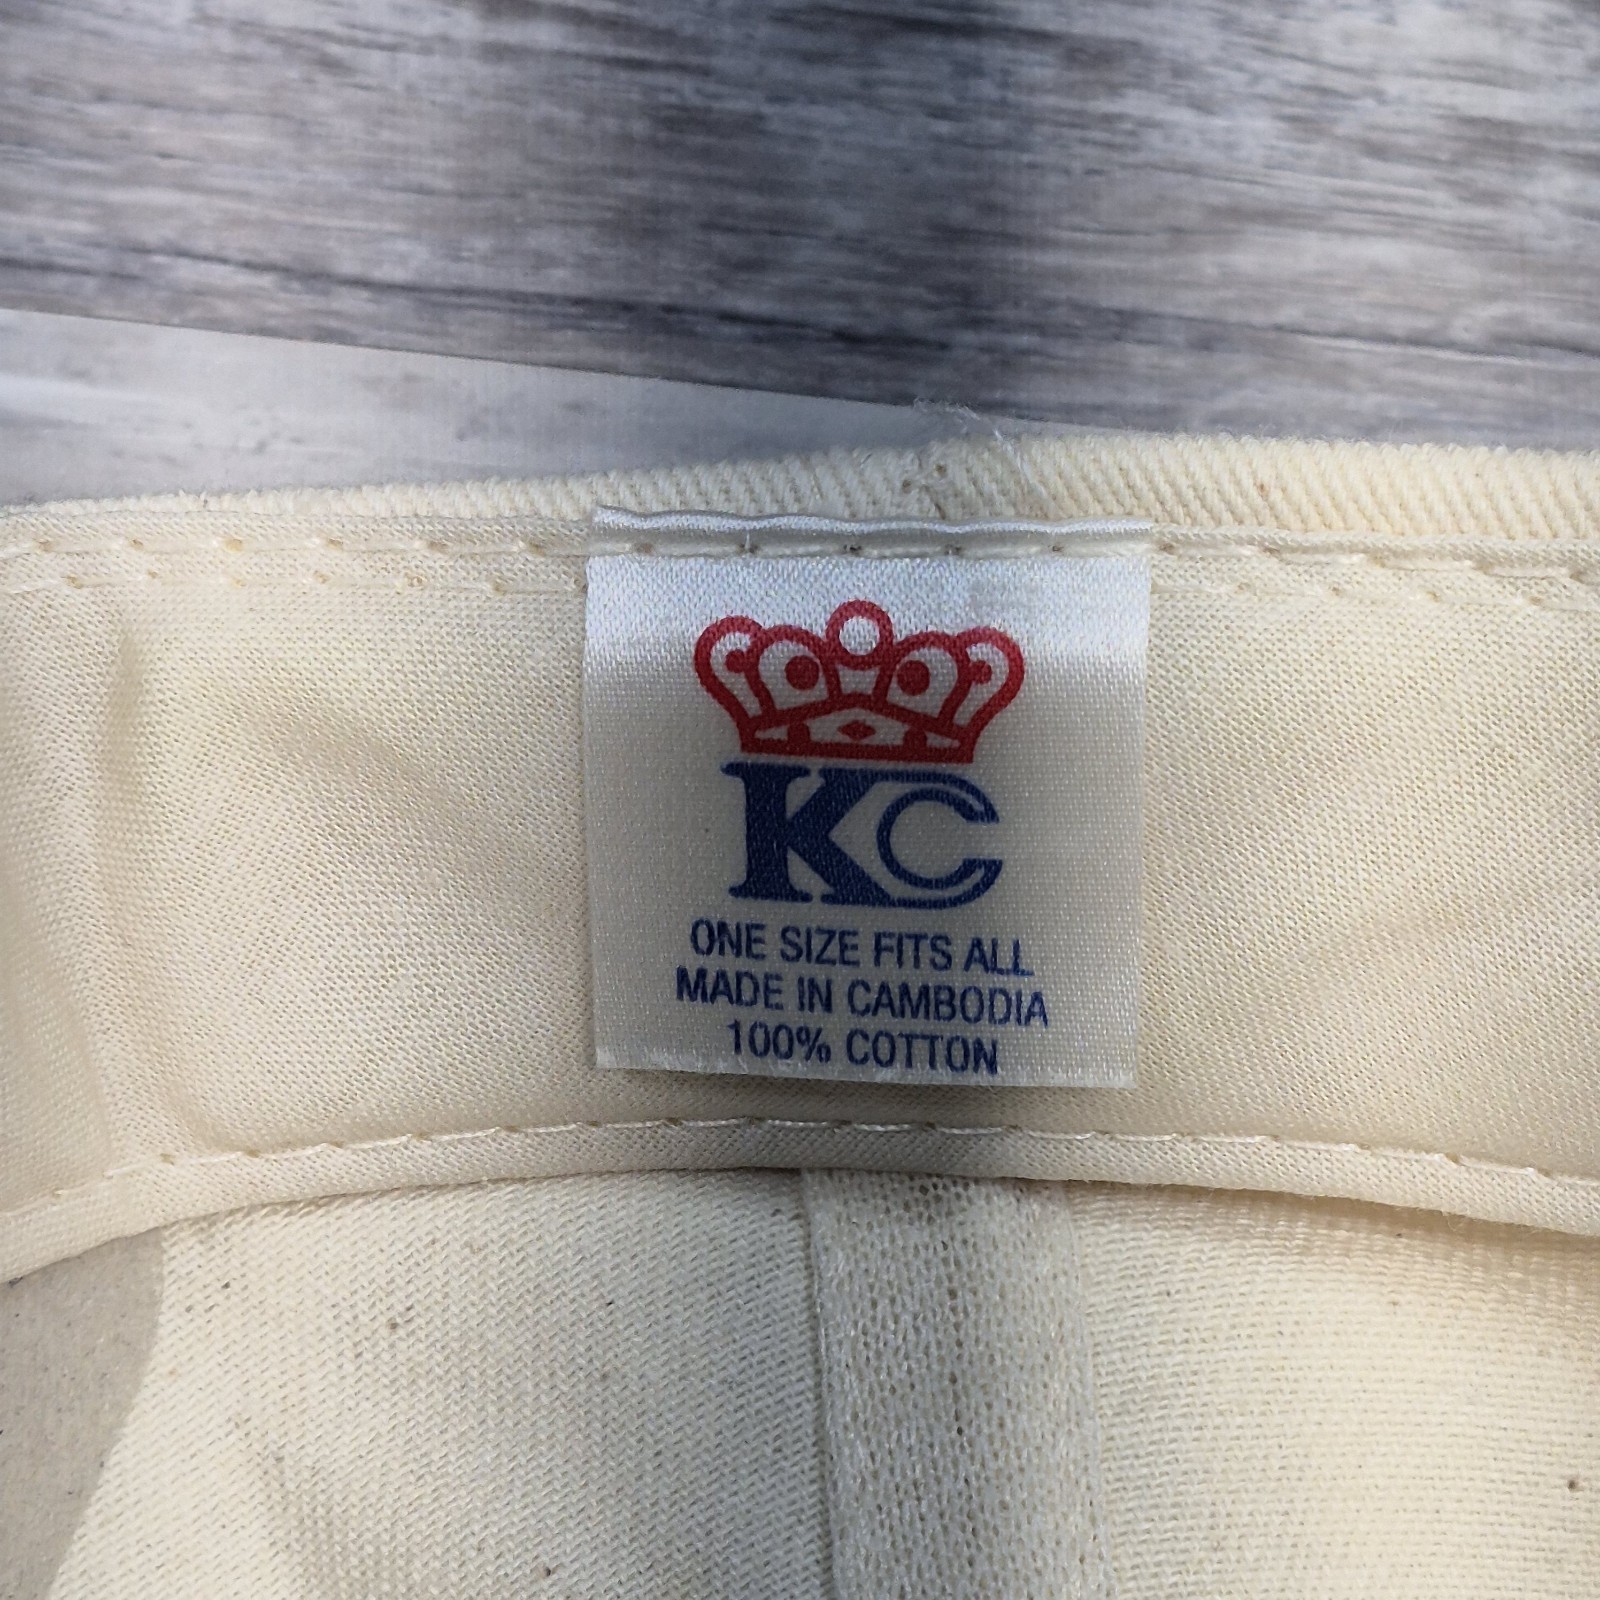 KC
ONE SIZE FITS ALL
MADE IN CAMBODIA
100% COTTON